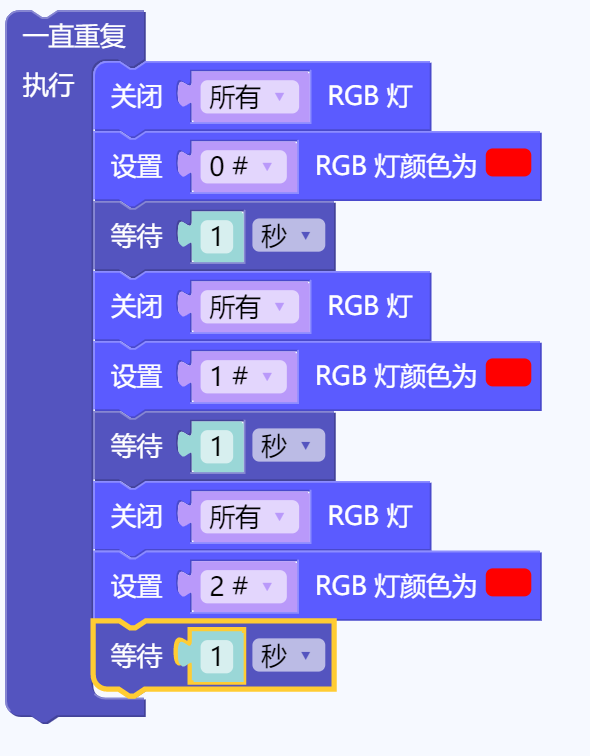 一直重复
执行
关闭 所有 RGB 灯
设置 0 # RGB 灯颜色为
等待 1 秒
关闭 所有 RGB 灯
设置 1 # RGB 灯颜色为
等待 1 秒
关闭 所有 RGB 灯
设置 2 # RGB 灯颜色为
等待 1 秒